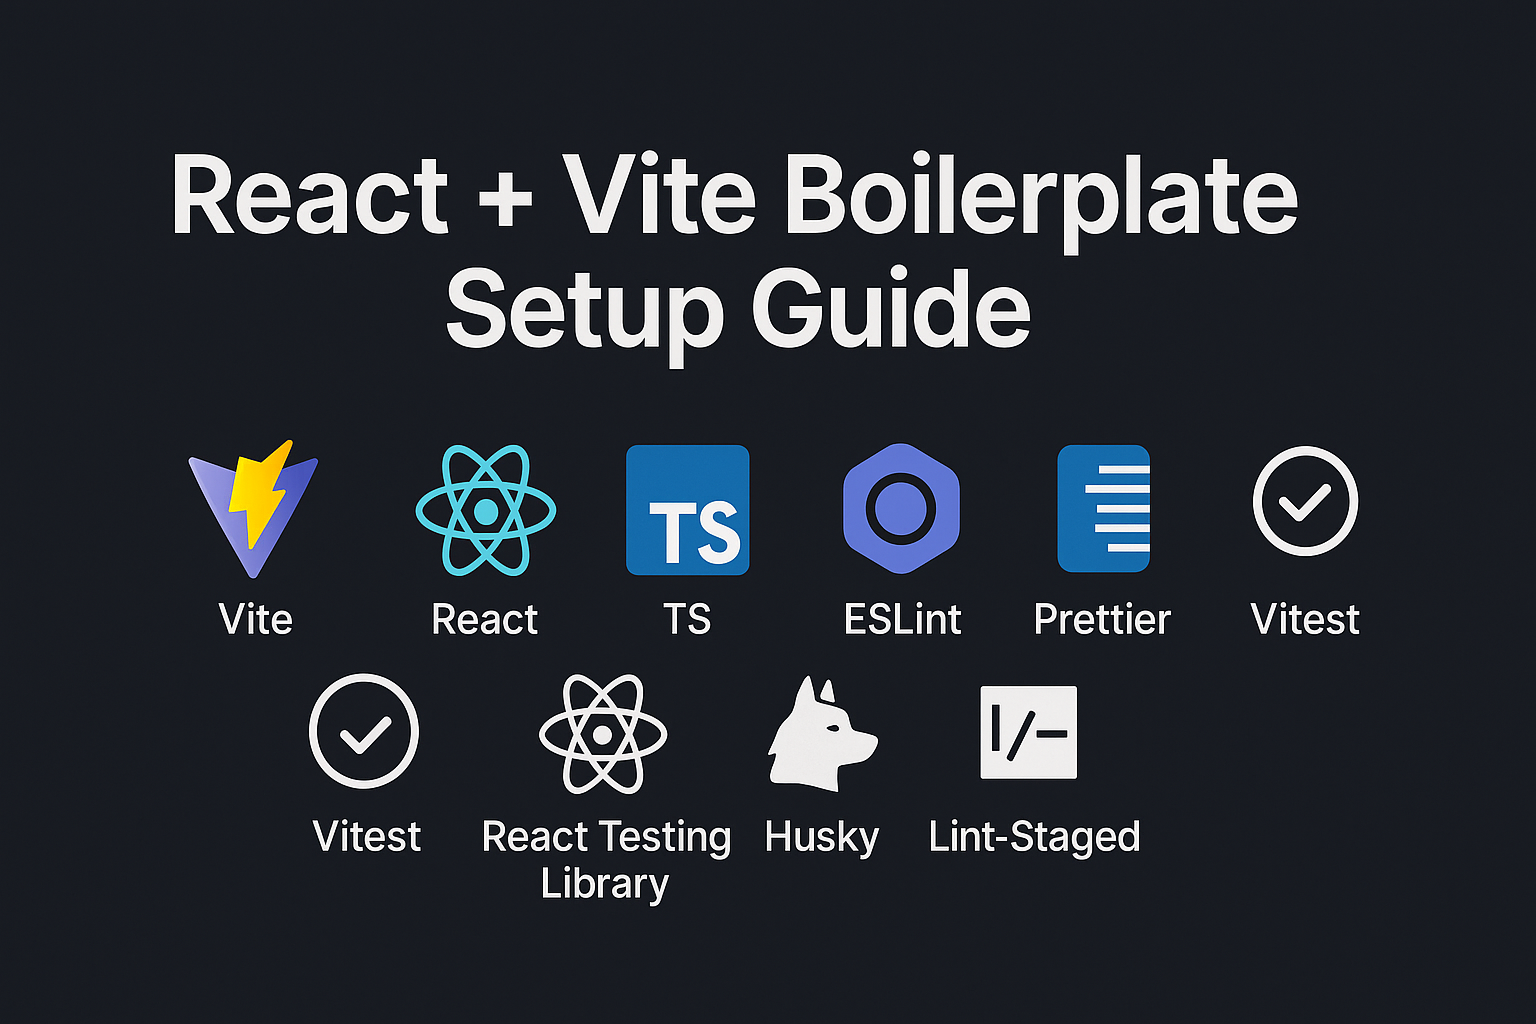 React + Vite Boilerplate
Setup Guide
TS
Vite
React
TS
ESLint
Prettier
Vitest
Vitest
React Testing
Library
Husky
Lint-Staged